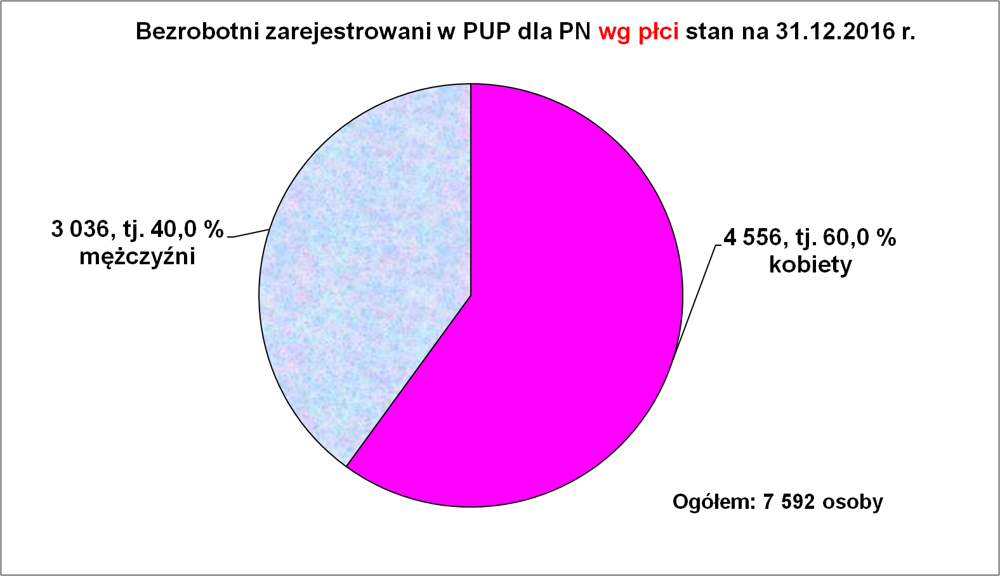 Bezrobotni zarejestrowani w PUP dla PN wg płci stan na 31.12.2016 r.
3 036, tj. 40,0 %
mężczyźni
4 556, tj. 60,0 %
kobiety
Ogółem: 7 592 osoby